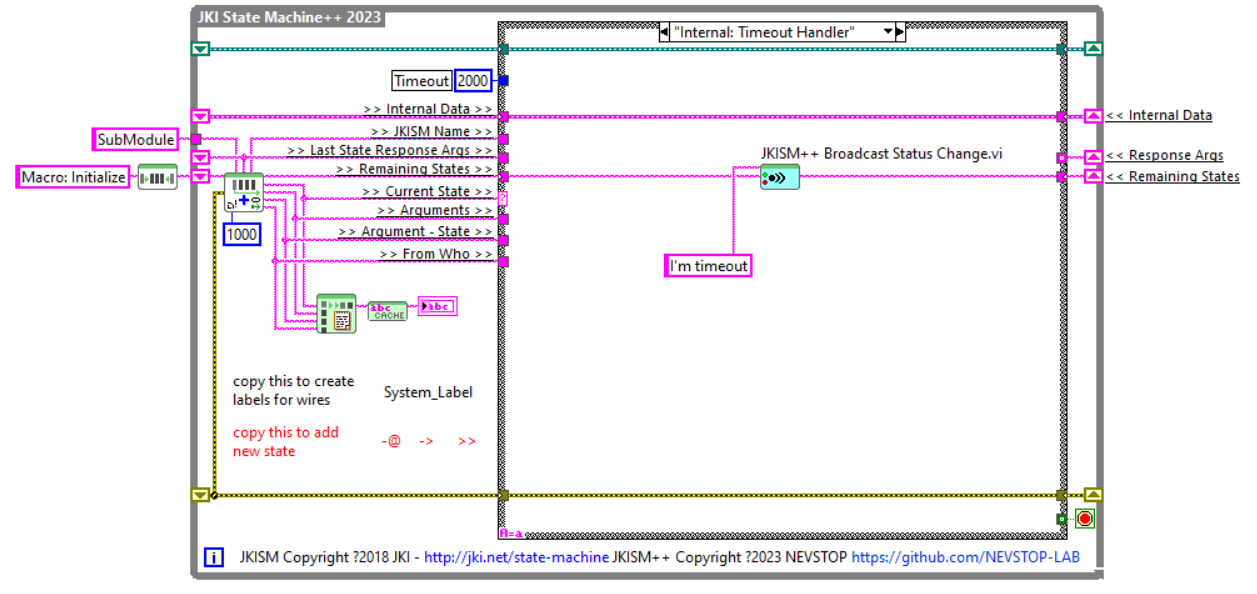 JKI State Machine++ 2023
"Internal: Timeout Handler"
Timeout 2000
>> Internal Data >>
<< Internal Data
SubModule
>> JKISM Name >>
>> Last State Response Args >>
JKISM++ Broadcast Status Change.vi
<< Response Args
Macro: Initialize
>> Remaining States >>
<< Remaining States
>> Current State >>
?
>> Arguments >>
1000
>> Argument - State >>
>> From Who >>
I'm timeout
abc
CACHE
abc
copy this to create
labels for wires
System_Label
copy this to add
new state
-@ -> >>
A=a
i
JKISM Copyright ?2018 JKI - http://jki.net/state-machine JKISM++ Copyright ?2023 NEVSTOP https://github.com/NEVSTOP-LAB